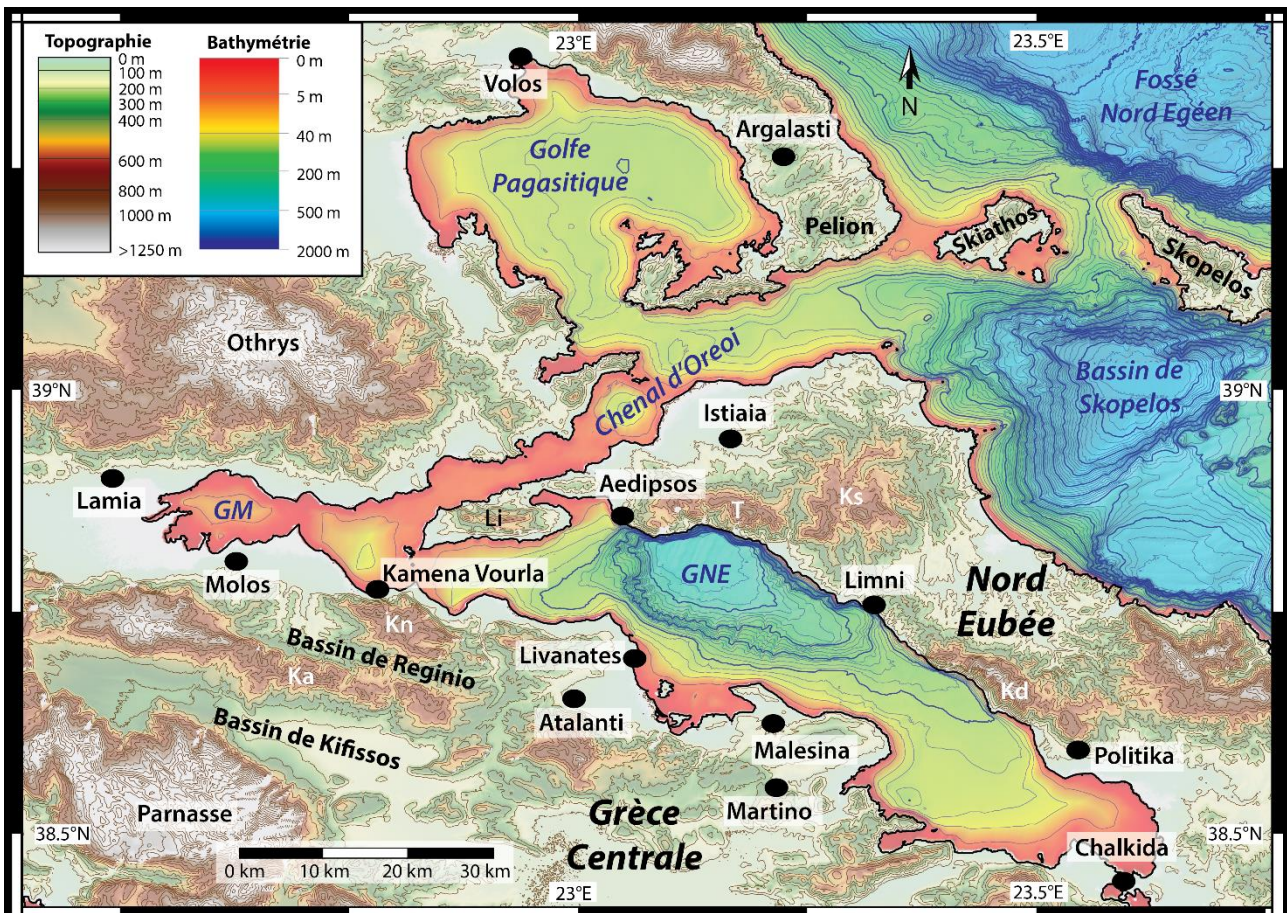 Topographie
0 m
100 m
200 m
300 m
400 m
600 m
800 m
1000 m
>1250 m
Bathymétrie
0 m
5 m
40 m
200 m
500 m
2000 m
23°E
23.5°E
N
Volos
Argalasti
Fossé
Nord Egéen
Golfe
Pagasitique
Pelion
Skiathos
Skopelos
Othrys
39°N
Chenal d'Oreoi
Bassin de
Skopelos
39°N
Istiaia
Lamia
GM
Aedipsos
Li
T
Ks
Molos
Kamena Vourla
GNE
Limni
Nord
Eubée
Kn
Bassin de Reginio
Ka
Livanates
Kd
Atalanti
Bassin de Kifissos
Malesina
Politika
Parnasse
Martino
Grèce
Centrale
38.5°N
38.5°N
Chalkida
0 km
10 km
20 km
30 km
23°E
23.5°E